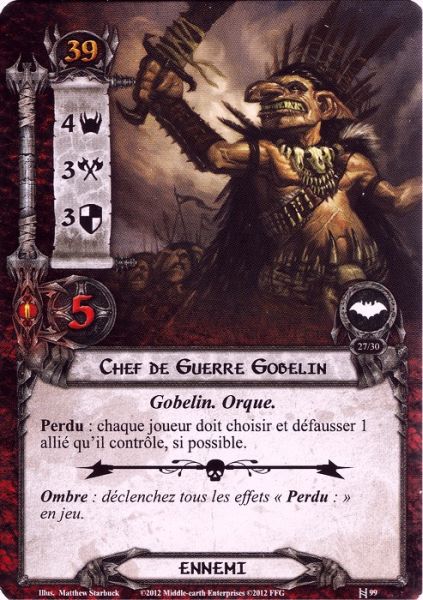 39
4
3
3
5
27/30
CHEF DE GUERRE GOBELIN
Gobelin. Orque.
Perdu : chaque joueur doit choisir et défausser 1
allié qu'il contrôle, si possible.
Ombre : déclenchez tous les effets « Perdu : »
en jeu.
ENNEMI
Illus. Matthew Starbuck ©2012 Middle-earth Enterprises ©2012 FFG 99